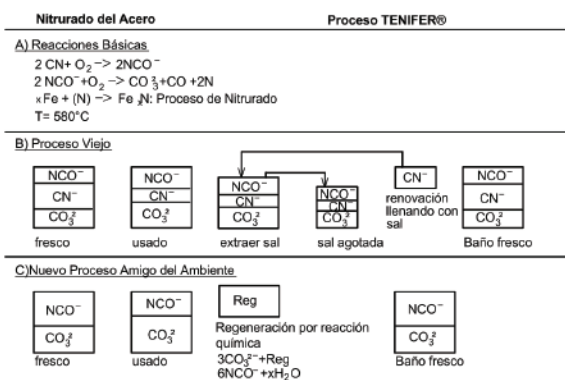 Nitrurado del Acero
Proceso TENIFER®
A) Reacciones Básicas
2 CN+ O₂ —> 2NCO⁻
2 NCO⁻+O₂ —> CO ²₃+CO +2N
ₓFe + (N) —> Fe ₓN: Proceso de Nitrurado
T= 580°C
B) Proceso Viejo
NCO⁻
CN⁻
CO₃²
fresco
NCO⁻
CN⁻
CO₃²
usado
NCO⁻
CN⁻
CO₃²
extraer sal
NCO⁻
CN⁻
CO₃²
sal agotada
CN⁻
renovación
llenando con
sal
NCO⁻
CN⁻
CO₃²
Baño fresco
C)Nuevo Proceso Amigo del Ambiente
NCO⁻
CO₃²
fresco
NCO⁻
CO₃²
usado
Reg
Regeneración por reacción
química
3CO₃²⁻+Reg
6NCO⁻+xH₂O
NCO⁻
CO₃²
Baño fresco